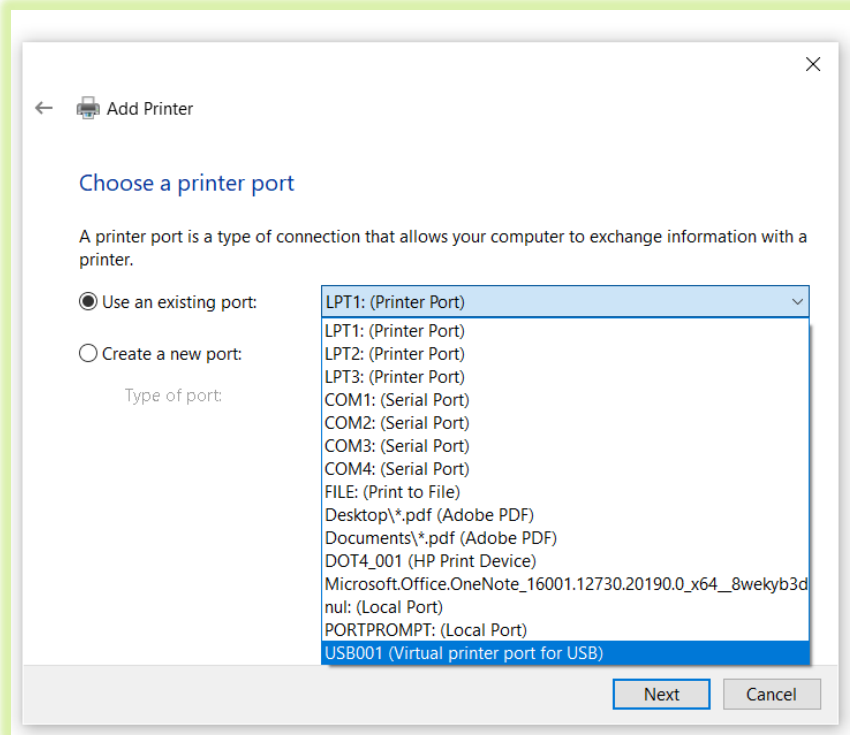 Add Printer
Choose a printer port
A printer port is a type of connection that allows your computer to exchange information with a
printer.
Use an existing port:
LPT1: (Printer Port)
LPT1: (Printer Port)
LPT2: (Printer Port)
LPT3: (Printer Port)
COM1: (Serial Port)
COM2: (Serial Port)
COM3: (Serial Port)
COM4: (Serial Port)
FILE: (Print to File)
Desktop\*.pdf (Adobe PDF)
Documents\*.pdf (Adobe PDF)
DOT4_001 (HP Print Device)
Microsoft.Office.OneNote_16001.12730.20190.0_x64__8wekyb3d
nul: (Local Port)
PORTPROMPT: (Local Port)
USB001 (Virtual printer port for USB)
Create a new port:
Type of port:
Next
Cancel